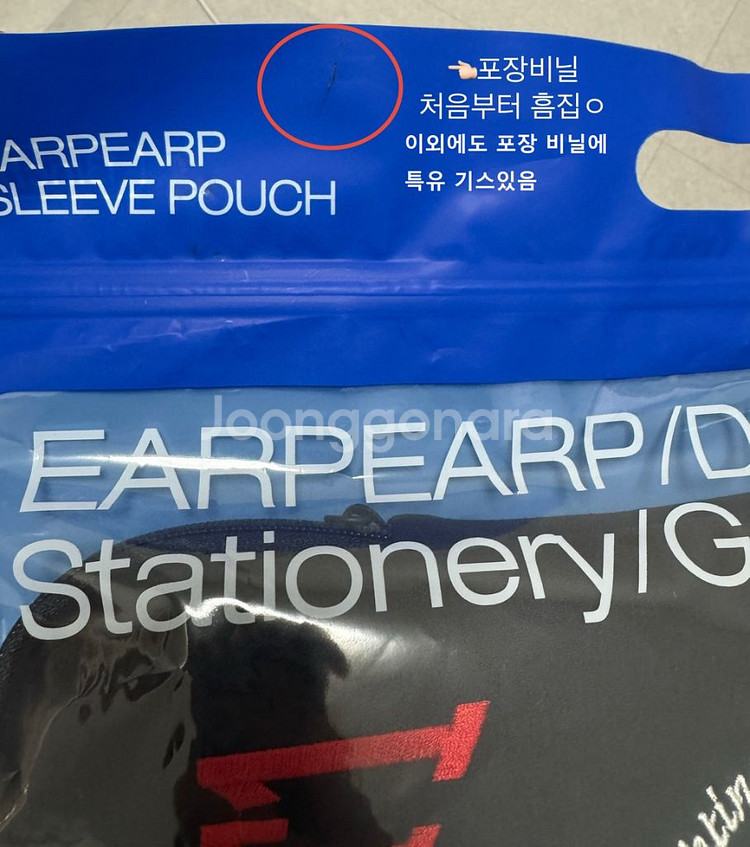 👈🏻포장비닐
처음부터 흠집ㅇ
이외에도 포장 비닐에
특유 기스있음
ARPEARP
SLEEVE POUCH
Joonggonara
EARPEARP/D
Stationery/G